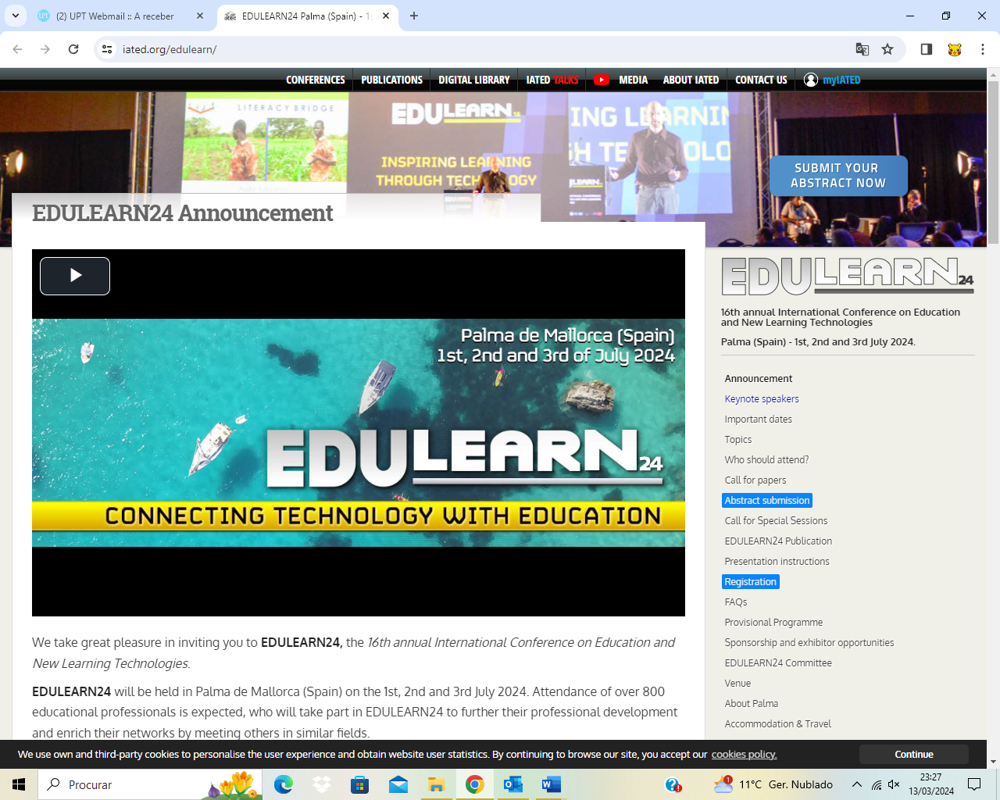 (2) UPT Webmail :: A receber
EDULEARN24 Palma (Spain) - 1s
iated.org/edulearn/
CONFERENCES
PUBLICATIONS
DIGITAL LIBRARY
IATED TALKS
MEDIA
ABOUT IATED
CONTACT US
myIATED
LITERACY BRIDGE
EDULEARN16
INSPIRING LEARNING
THROUGH TECHNOLOGY
ING LEARNIN
GH TECHNOLO
SUBMIT YOUR
ABSTRACT NOW
EDULEARN24 Announcement
Palma de Mallorca (Spain)
1st, 2nd and 3rd of July 2024
EDULEARN24
CONNECTING TECHNOLOGY WITH EDUCATION
We take great pleasure in inviting you to EDULEARN24, the 16th annual International Conference on Education and
New Learning Technologies.
EDULEARN24 will be held in Palma de Mallorca (Spain) on the 1st, 2nd and 3rd July 2024. Attendance of over 800
educational professionals is expected, who will take part in EDULEARN24 to further their professional development
and enrich their networks by meeting others in similar fields.
EDULEARN24
16th annual International Conference on Education
and New Learning Technologies
Palma (Spain) - 1st, 2nd and 3rd July 2024.
Announcement
Keynote speakers
Important dates
Topics
Who should attend?
Call for papers
Abstract submission
Call for Special Sessions
EDULEARN24 Publication
Presentation instructions
Registration
FAQs
Provisional Programme
Sponsorship and exhibitor opportunities
EDULEARN24 Committee
Venue
About Palma
Accommodation & Travel
We use own and third-party cookies to personalise the user experience and obtain website user statistics. By continuing to browse our site, you accept our cookies policy.
Continue
Procurar
1
11°C Ger. Nublado
23:27
13/03/2024